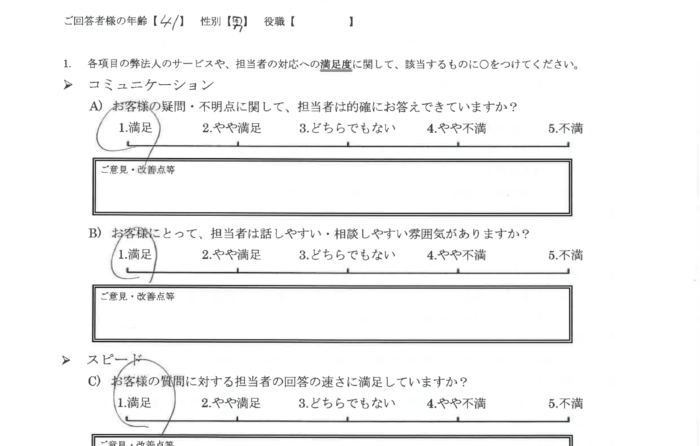 ご回答者様の年齢【41】 性別【男】 役職【 】
1. 各項目の弊法人のサービスや、担当者の対応への満足度に関して、該当するものに○をつけてください。
➤ コミュニケーション
A) お客様の疑問・不明点に関して、担当者は的確にお答えできていますか？
1.満足 2.やや満足 3.どちらでもない 4.やや不満 5.不満
ご意見・改善点等
B) お客様にとって、担当者は話しやすい・相談しやすい雰囲気がありますか？
1.満足 2.やや満足 3.どちらでもない 4.やや不満 5.不満
ご意見・改善点等
➤ スピード
C) お客様の質問に対する担当者の回答の速さに満足していますか？
1.満足 2.やや満足 3.どちらでもない 4.やや不満 5.不満
ご意見・改善点等